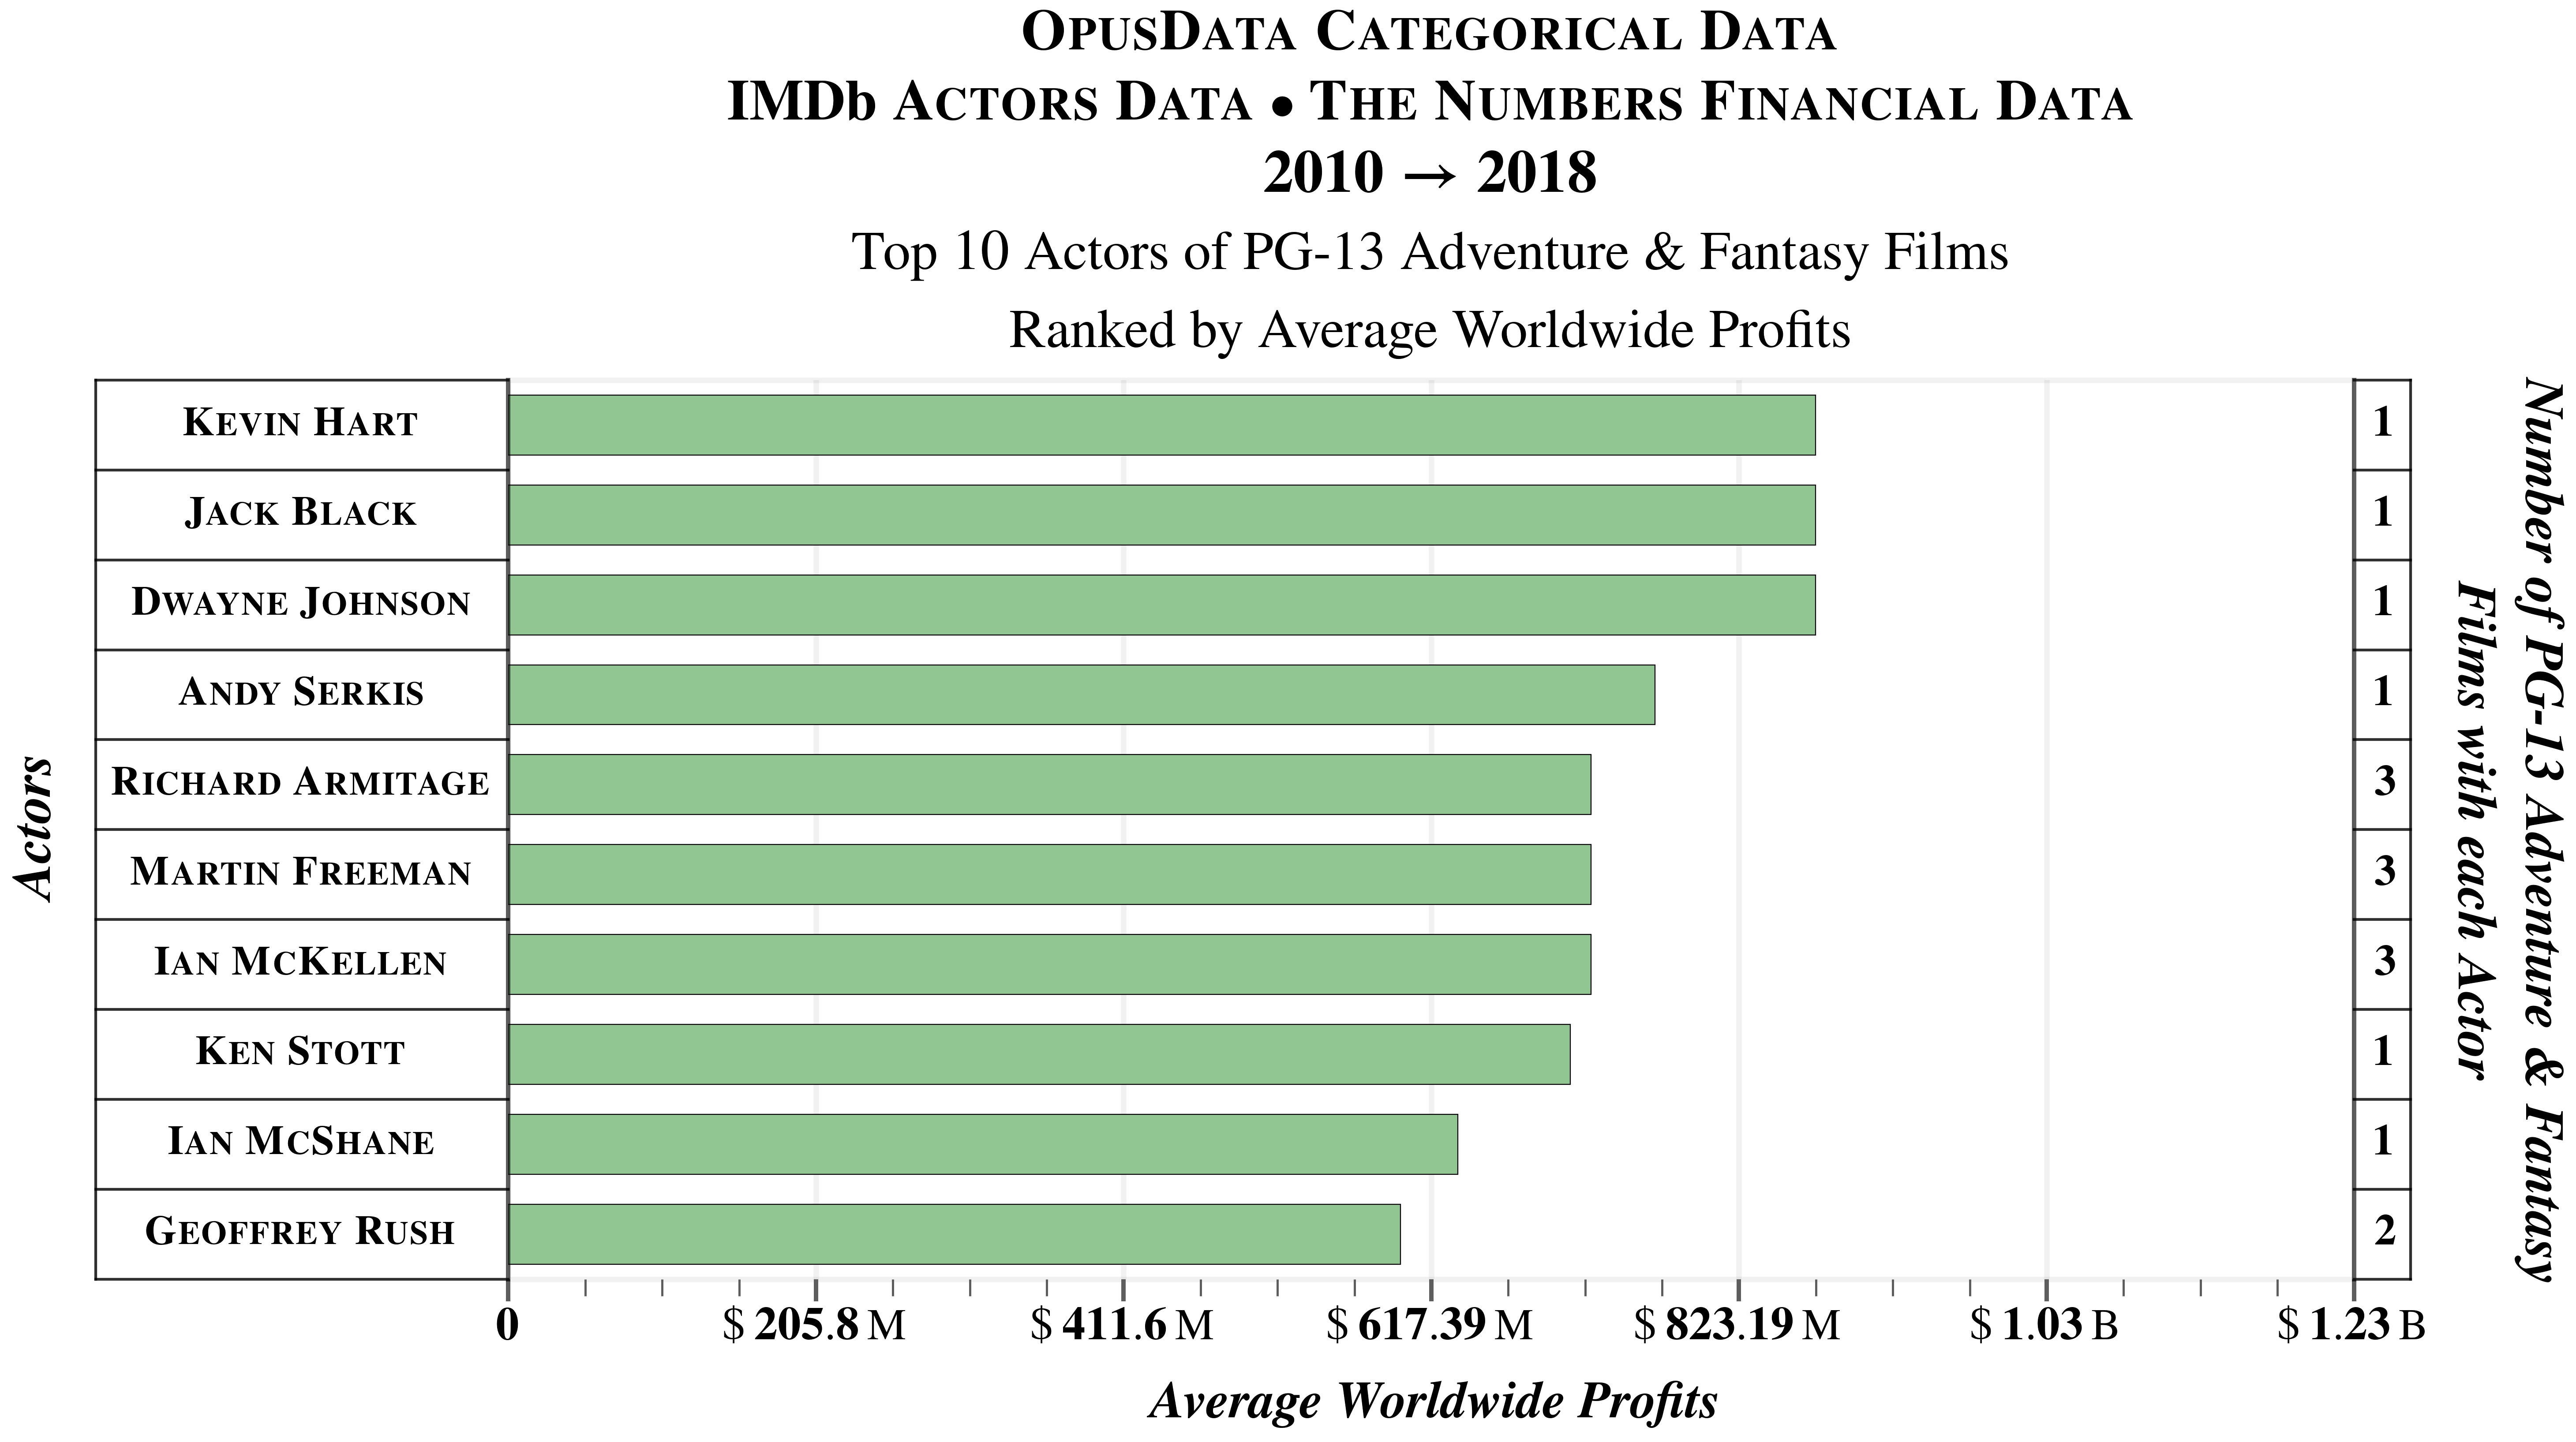 OpusData Categorical Data
IMDb Actors Data • The Numbers Financial Data
2010 → 2018
Top 10 Actors of PG-13 Adventure & Fantasy Films
Ranked by Average Worldwide Profits
Actors
Kevin Hart 1
Jack Black 1
Dwayne Johnson 1
Andy Serkis 1
Richard Armitage 3
Martin Freeman 3
Ian McKellen 3
Ken Stott 1
Ian McShane 1
Geoffrey Rush 2
Number of PG-13 Adventure & Fantasy
Films with each Actor
0 $ 205.8 M $ 411.6 M $ 617.39 M $ 823.19 M $ 1.03 B $ 1.23 B
Average Worldwide Profits